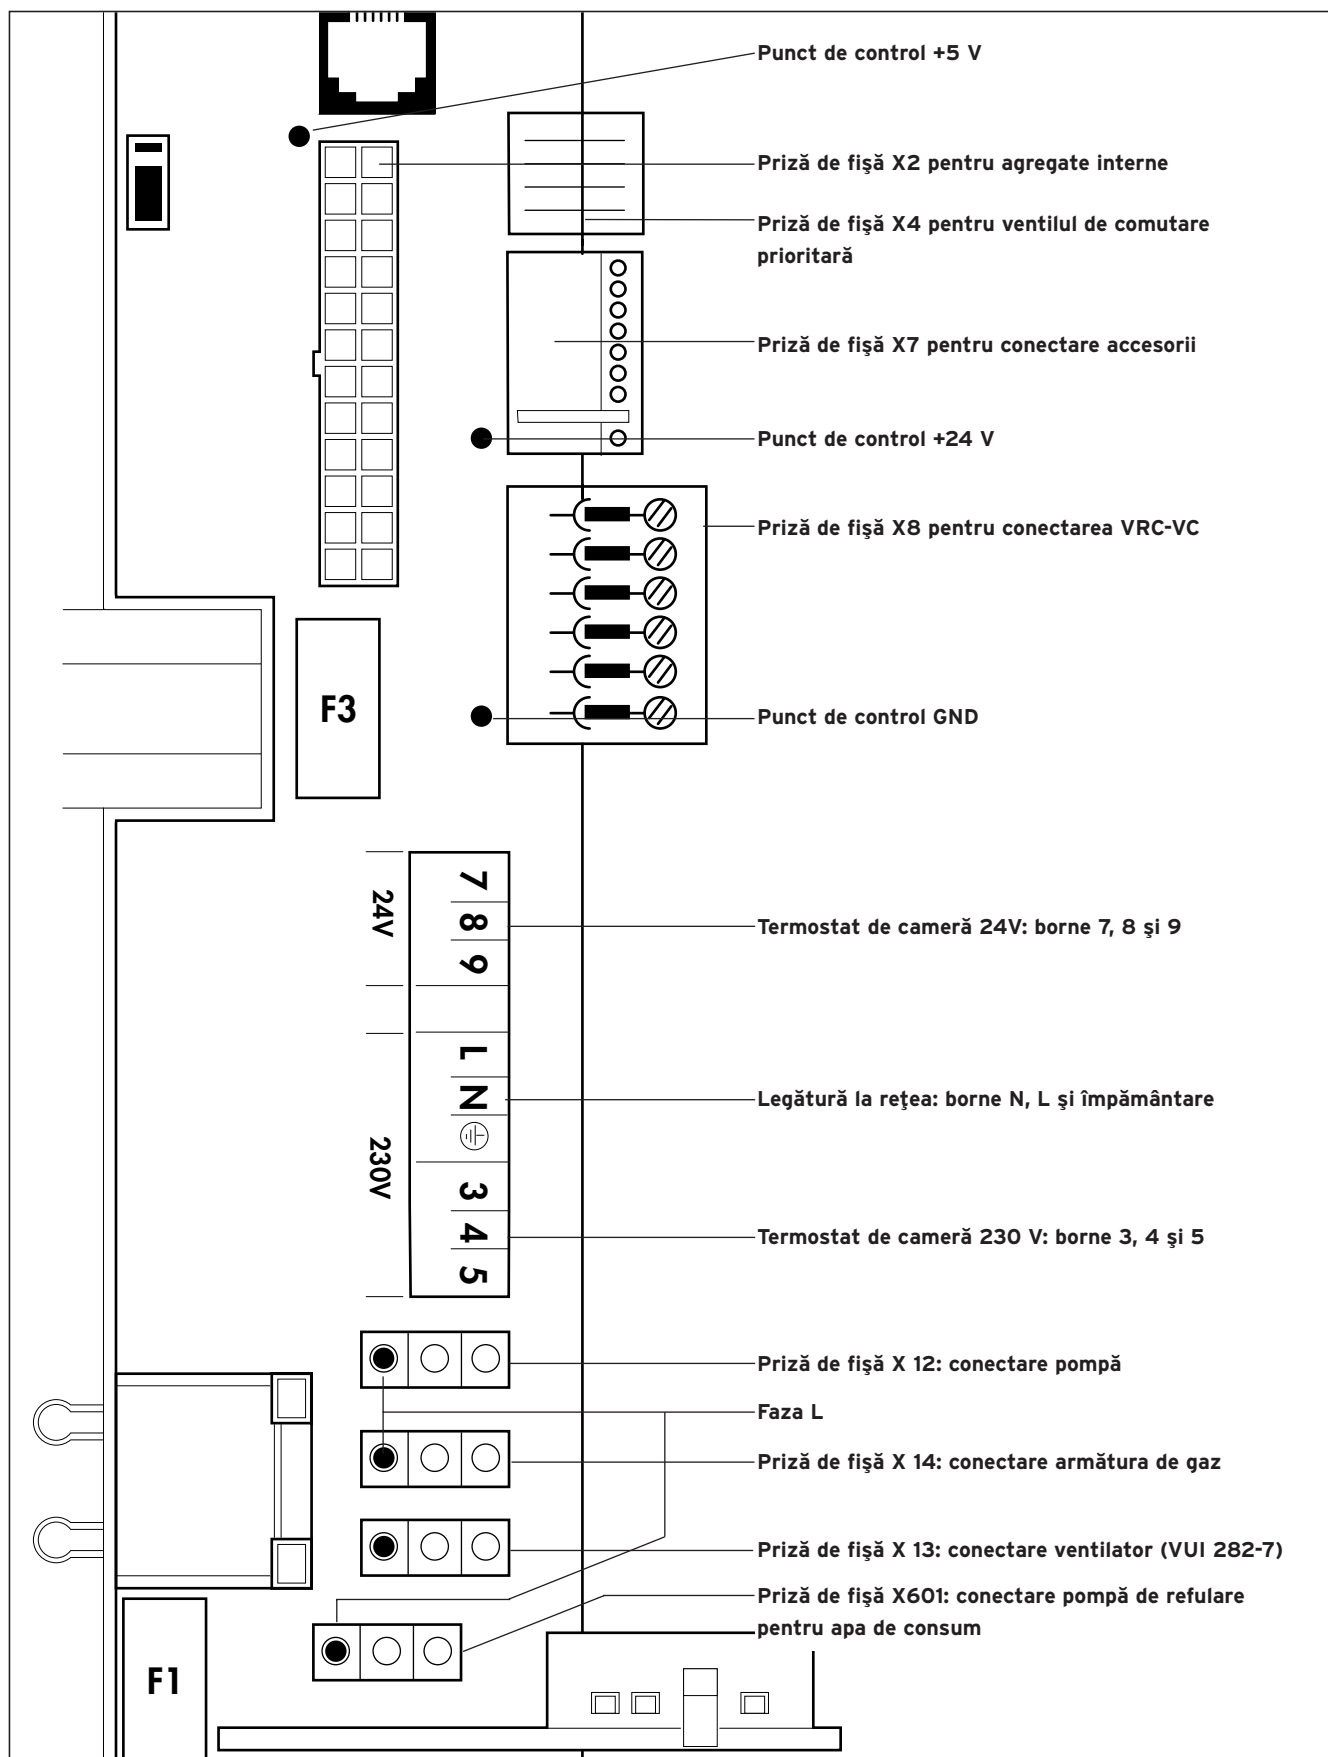 Punct de control +5 V
Priză de fişă X2 pentru agregate interne
Priză de fişă X4 pentru ventilul de comutare
prioritară
Priză de fişă X7 pentru conectare accesorii
Punct de control +24 V
Priză de fişă X8 pentru conectarea VRC-VC
F3
Punct de control GND
24V
7
8
9
Termostat de cameră 24V: borne 7, 8 şi 9
230V
L
N
Legătură la reţea: borne N, L şi împământare
3
4
5
Termostat de cameră 230 V: borne 3, 4 şi 5
Priză de fişă X 12: conectare pompă
Faza L
Priză de fişă X 14: conectare armătura de gaz
Priză de fişă X 13: conectare ventilator (VUI 282-7)
Priză de fişă X601: conectare pompă de refulare
pentru apa de consum
F1